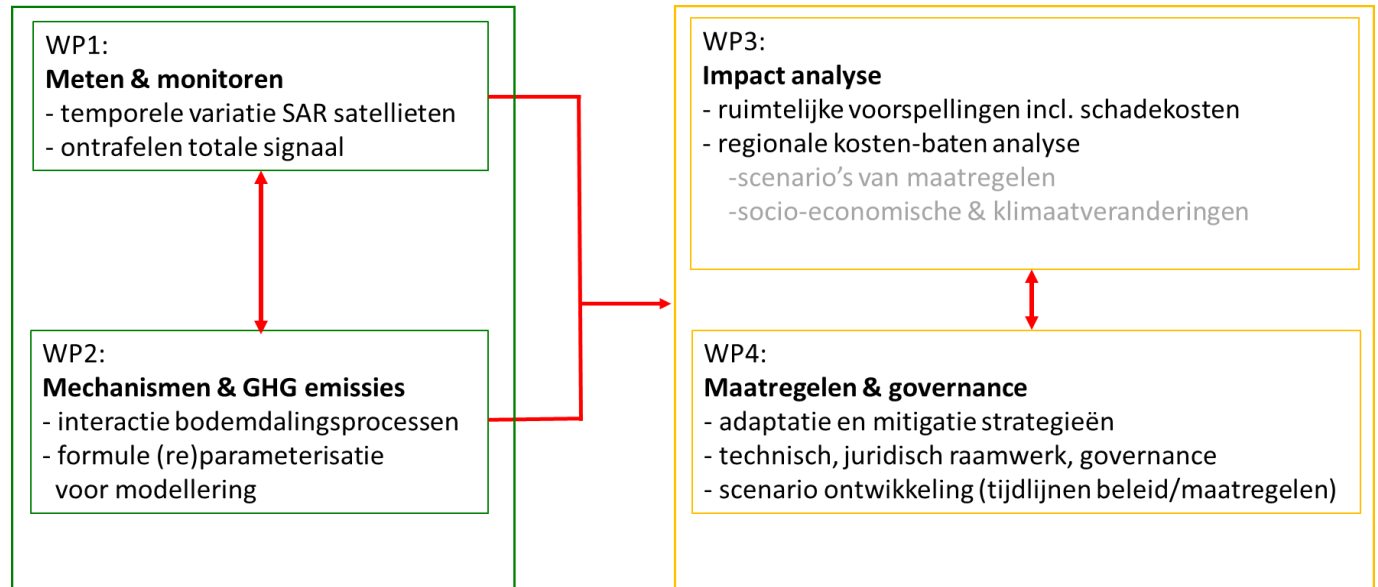 WP1:
Meten & monitoren
- temporele variatie SAR satellieten
- ontrafelen totale signaal
WP2:
Mechanismen & GHG emissies
- interactie bodemdalingsprocessen
- formule (re)parameterisatie
voor modellering
WP3:
Impact analyse
- ruimtelijke voorspellingen incl. schadekosten
- regionale kosten-baten analyse
-scenario's van maatregelen
-socio-economische & klimaatveranderingen
WP4:
Maatregelen & governance
- adaptatie en mitigatie strategieën
- technisch, juridisch raamwerk, governance
- scenario ontwikkeling (tijdlijnen beleid/maatregelen)